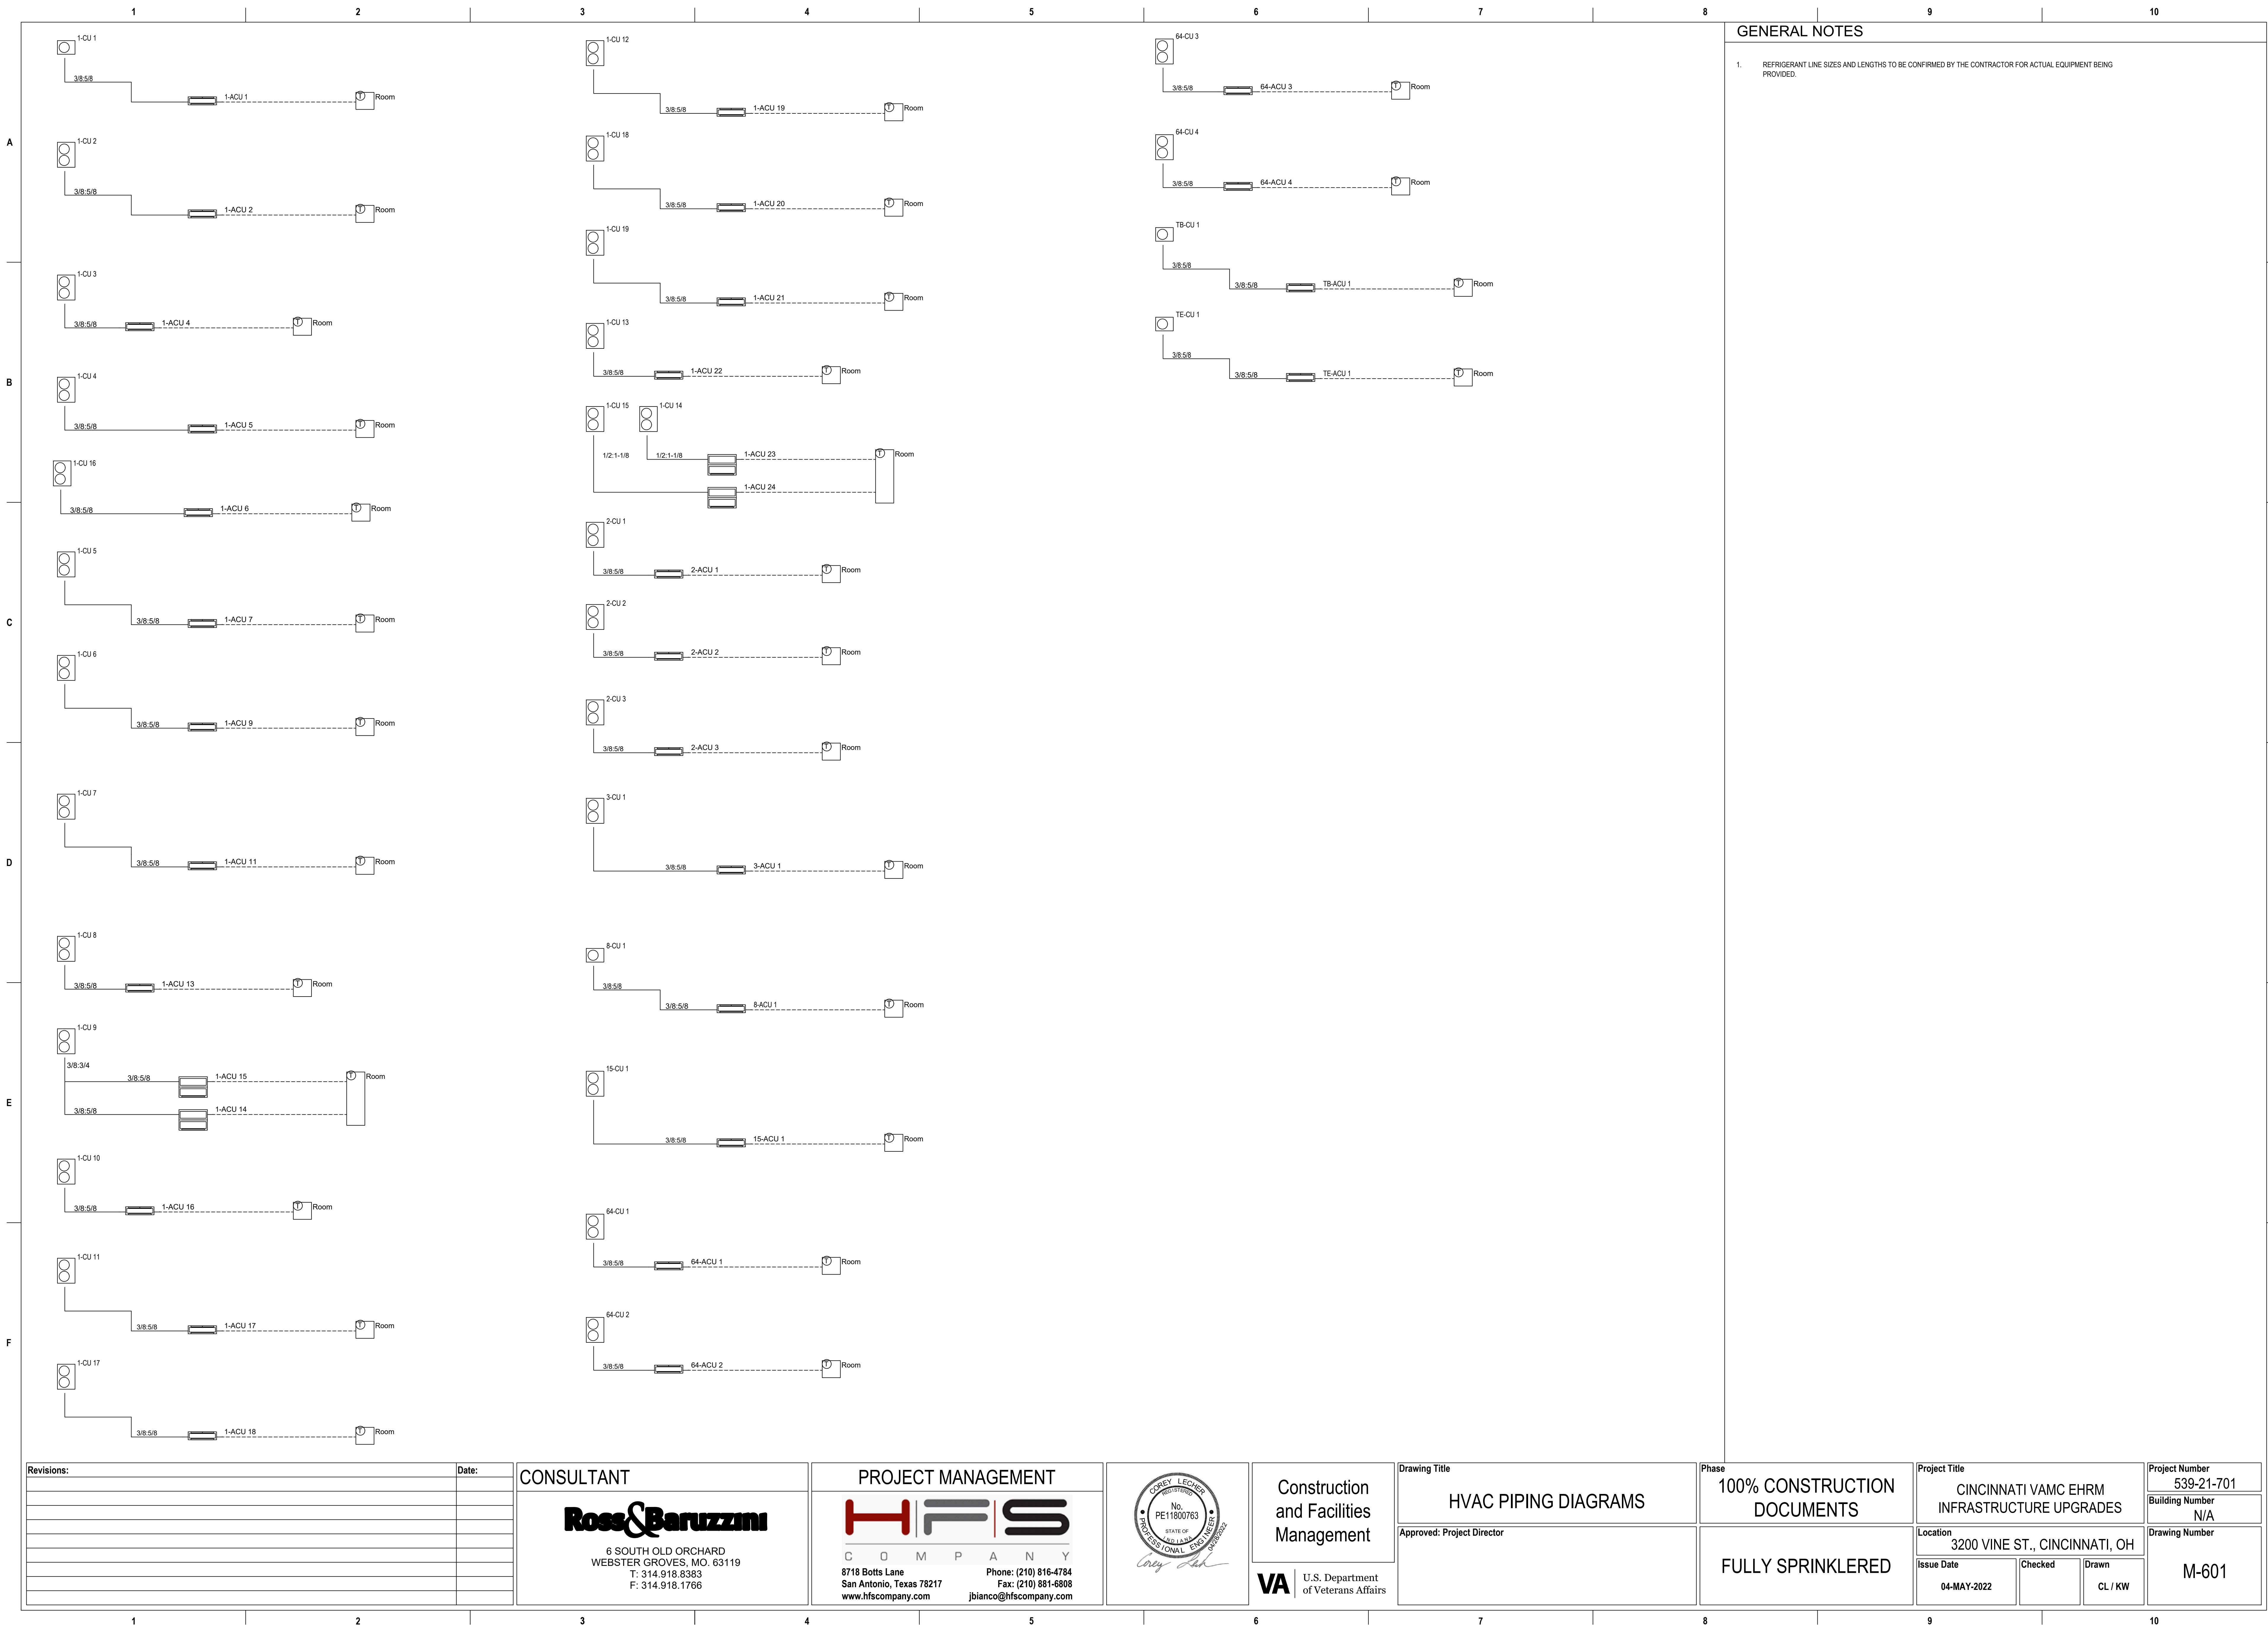 1 2 3 4 5 6 7 8 9 10
A
B
C
D
E
F
1-CU 1
3/8:5/8
1-ACU 1
T
Room
1-CU 2
3/8:5/8
1-ACU 2
T
Room
1-CU 3
3/8:5/8
1-ACU 4
T
Room
1-CU 4
3/8:5/8
1-ACU 5
T
Room
1-CU 16
3/8:5/8
1-ACU 6
T
Room
1-CU 5
3/8:5/8
1-ACU 7
T
Room
1-CU 6
3/8:5/8
1-ACU 9
T
Room
1-CU 7
3/8:5/8
1-ACU 11
T
Room
1-CU 8
3/8:5/8
1-ACU 13
T
Room
1-CU 9
3/8:3/4
3/8:5/8
1-ACU 15
T
Room
3/8:5/8
1-ACU 14
1-CU 10
3/8:5/8
1-ACU 16
T
Room
1-CU 11
3/8:5/8
1-ACU 17
T
Room
1-CU 17
3/8:5/8
1-ACU 18
T
Room
1-CU 12
3/8:5/8
1-ACU 19
T
Room
1-CU 18
3/8:5/8
1-ACU 20
T
Room
1-CU 19
3/8:5/8
1-ACU 21
T
Room
1-CU 13
3/8:5/8
1-ACU 22
T
Room
1-CU 15
1-CU 14
1/2:1-1/8
1/2:1-1/8
1-ACU 23
T
Room
1-ACU 24
2-CU 1
3/8:5/8
2-ACU 1
T
Room
2-CU 2
3/8:5/8
2-ACU 2
T
Room
2-CU 3
3/8:5/8
2-ACU 3
T
Room
3-CU 1
3/8:5/8
3-ACU 1
T
Room
8-CU 1
3/8:5/8
3/8:5/8
8-ACU 1
T
Room
15-CU 1
3/8:5/8
15-ACU 1
T
Room
64-CU 1
3/8:5/8
64-ACU 1
T
Room
64-CU 2
3/8:5/8
64-ACU 2
T
Room
64-CU 3
3/8:5/8
64-ACU 3
T
Room
64-CU 4
3/8:5/8
64-ACU 4
T
Room
TB-CU 1
3/8:5/8
3/8:5/8
TB-ACU 1
T
Room
TE-CU 1
3/8:5/8
3/8:5/8
TE-ACU 1
T
Room
GENERAL NOTES
1. REFRIGERANT LINE SIZES AND LENGTHS TO BE CONFIRMED BY THE CONTRACTOR FOR ACTUAL EQUIPMENT BEING
PROVIDED.
Revisions:
Date:
CONSULTANT
Ross&Baruzzini
6 SOUTH OLD ORCHARD
WEBSTER GROVES, MO. 63119
T: 314.918.8383
F: 314.918.1766
PROJECT MANAGEMENT
HFS
COMPANY
8718 Botts Lane
San Antonio, Texas 78217
www.hfscompany.com
Phone: (210) 816-4784
Fax: (210) 881-6808
jbianco@hfscompany.com
COREY LECHER
REGISTERED
No.
PE11800763
STATE OF
INDIANA
PROFESSIONAL ENGINEER
04/28/2022
Construction
and Facilities
Management
VA
U.S. Department
of Veterans Affairs
Drawing Title
HVAC PIPING DIAGRAMS
Approved: Project Director
Phase
100% CONSTRUCTION
DOCUMENTS
FULLY SPRINKLERED
Project Title
CINCINNATI VAMC EHRM
INFRASTRUCTURE UPGRADES
Location
3200 VINE ST., CINCINNATI, OH
Issue Date
04-MAY-2022
Checked
Drawn
CL / KW
Project Number
539-21-701
Building Number
N/A
Drawing Number
M-601
1 2 3 4 5 6 7 8 9 10